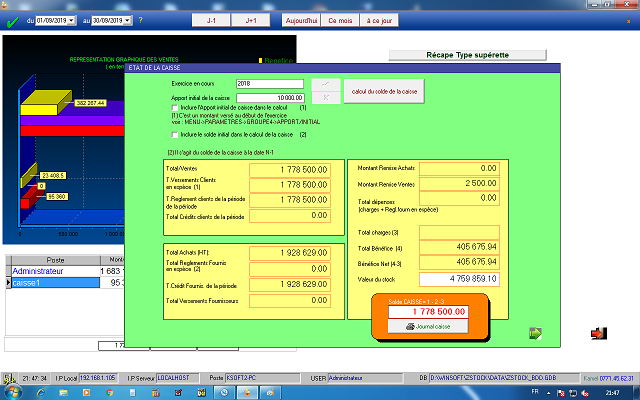 du 01/09/2019 au 30/09/2019 ? J-1 J+1 Aujourd'hui Ce mois à ce jour
Récape Type supérette
REPRESENTATION GRAPHIQUE DES VENTES
Benefice
382 267.44
23 408.5
0
95 360
0 500 000
Poste
Administrateur 1 683 1
caisse1 95 3
ETAT DE LA CAISSE
Exercice en cours 2018
Apport initial de la caisse 10 000.00
calcul du solde de la caisse
Inclure l'Apport initial de caisse dans le calcul (1)
(1) C'est un montant versé au début de l'exercice
voir : MENU->PARAMETRES->GROUPE4->APPORT/INITIAL
Inclure le solde initial dans le calcul de la caisse (2)
(2) Il s'agit du solde de la caisse à la date N-1
Total/Ventes 1 778 500.00
T.Versements Clients
en espèce (1) 1 778 500.00
T.Reglement clients de la période
de la période 1 778 500.00
Total Crédits clients de la période 0.00
Total Achats (HT): 1 928 629.00
Total Reglements Fournis
en espèce (2) 0.00
T.Crédit Fournis. de la période 1 928 629.00
Total Versements Fournisseurs 0.00
Montant Remise Achats 0.00
Montant Remise Ventes 2 500.00
Total dépenses 0.00
(charges + Regl.fourn en espèce)
Total charges (3)
Total Bénéfice (4) 405 675.94
Bénéfice Net (4-3) 405 675.94
Valeur du stock 4 759 859.10
Solde CAISSE = 1 - 2 -3
1 778 500.00
Journal caisse
21: 47: 34 I.P Local 192.168.1.105 I.P Serveur LOCALHOST Poste KSOFT2-PC USER Administrateur DB D:\WINSOFT\ZSTOCK\DATA\ZSTOCK_BDD.GDB Kamel 0771.45.62.31
FR 21:47